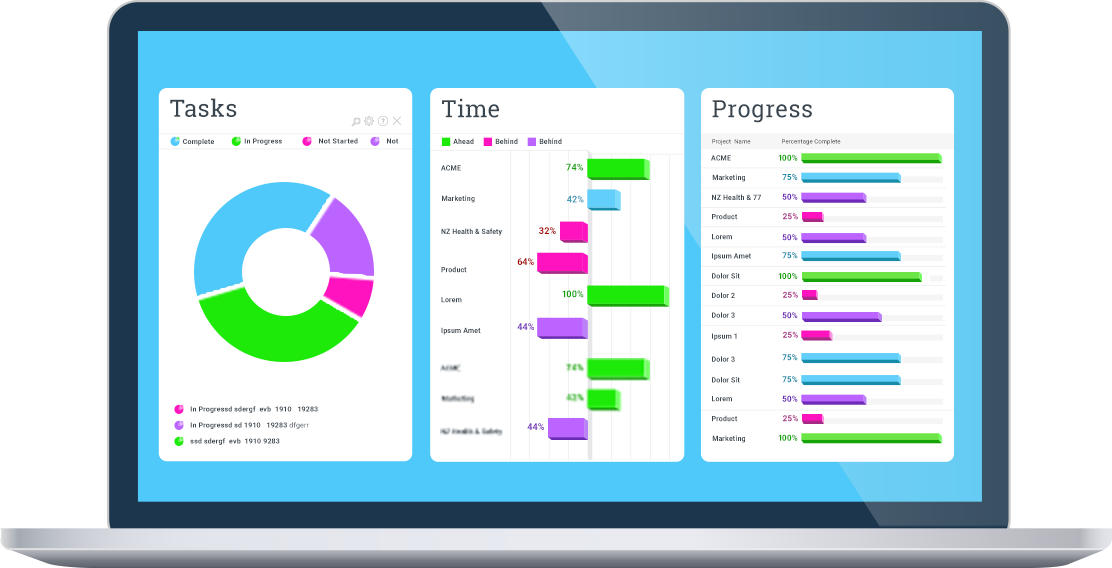 Tasks
Complete In Progress Not Started Not
In Progressd sdergf evb 1910 19283
In Progressd sd 1910 19283 dfgerr
ssd sdergf evb 1910 9283
Time
Ahead Behind Behind
ACME 74%
Marketing 42%
NZ Health & Safety 32%
Product 64%
Lorem 100%
Ipsum Amet 44%
ACMC 74%
Marketing 43%
NZ Health & Safety 44%
Progress
Project Name Percentage Complete
ACME 100%
Marketing 75%
NZ Health & 77 50%
Product 25%
Lorem 50%
Ipsum Amet 75%
Dolor Sit 100%
Dolor 2 25%
Dolor 3 50%
Ipsum 1 25%
Dolor 3 75%
Dolor Sit 75%
Lorem 50%
Product 25%
Marketing 100%